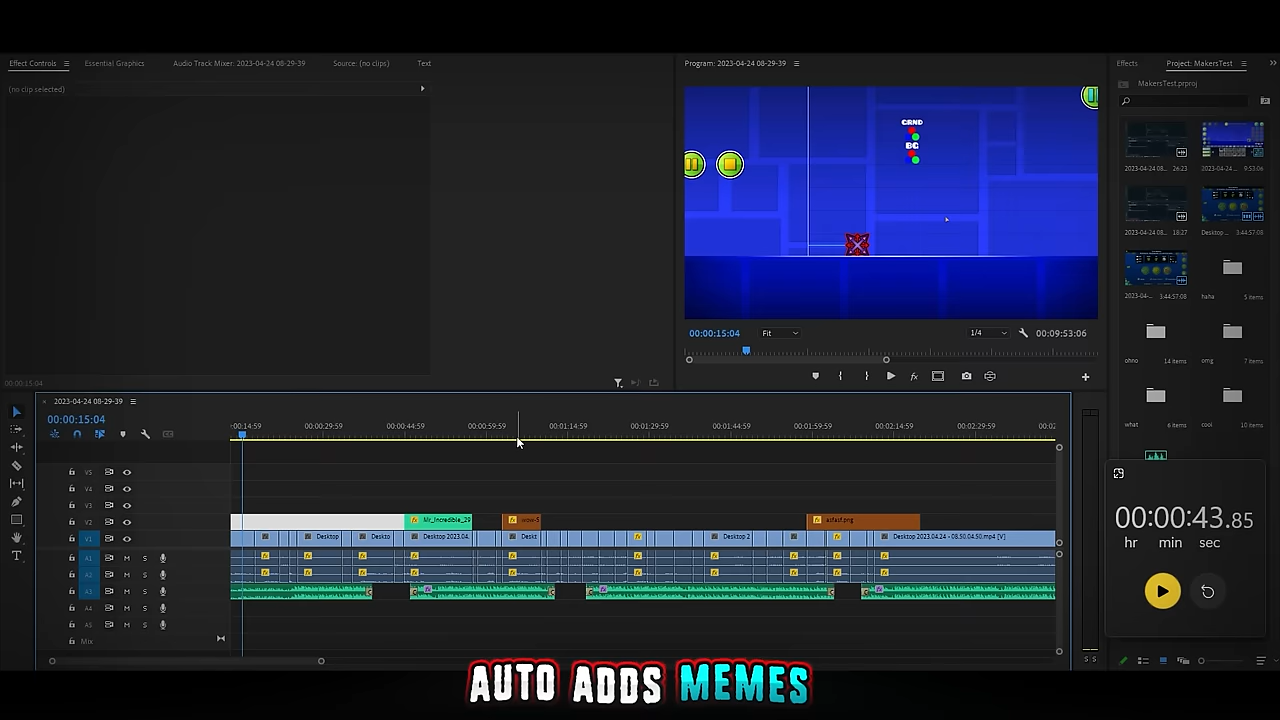 Effect Controls
Essential Graphics
Audio Track Mixer: 2023-04-24 08-29-39
Source: (no clips)
Text
Program: 2023-04-24 08-29-39
Effects
Project: MakersTest
(no clip selected)
MakersTest.prproj
GRND
BG
2023-04-24 08... 26:23
2023-04-24 ... 9:53:06
2023-04-24 08... 18:27
Desktop... 3:44:57:08
2023-04-... 3:44:57:08
haha 5 items
ohno 14 items
omg 7 items
what 6 items
cool 10 items
00:00:15:04
Fit
1/4
00:09:53:06
00:00:15:04
2023-04-24 08-29-39
00:00:15:04
:00:14:59
00:00:29:59
00:00:44:59
00:00:59:59
00:01:14:59
00:01:29:59
00:01:44:59
00:01:59:59
00:02:14:59
00:02:29:59
00:02
V5
V4
V3
V2
Mr_Incredible_29
wow-S
asfasf.png
V1
Desktop
Deskto
Desktop 2023.04.
Deskt
Desktop 2
Desktop 2023.04.24 - 08.50.04.50.mp4 [V]
A1 M S
A2 M S
A3 M S
A4 M S
A5 M S
Mix
S S
00:00:43.85
hr min sec
AUTO ADDS MEMES